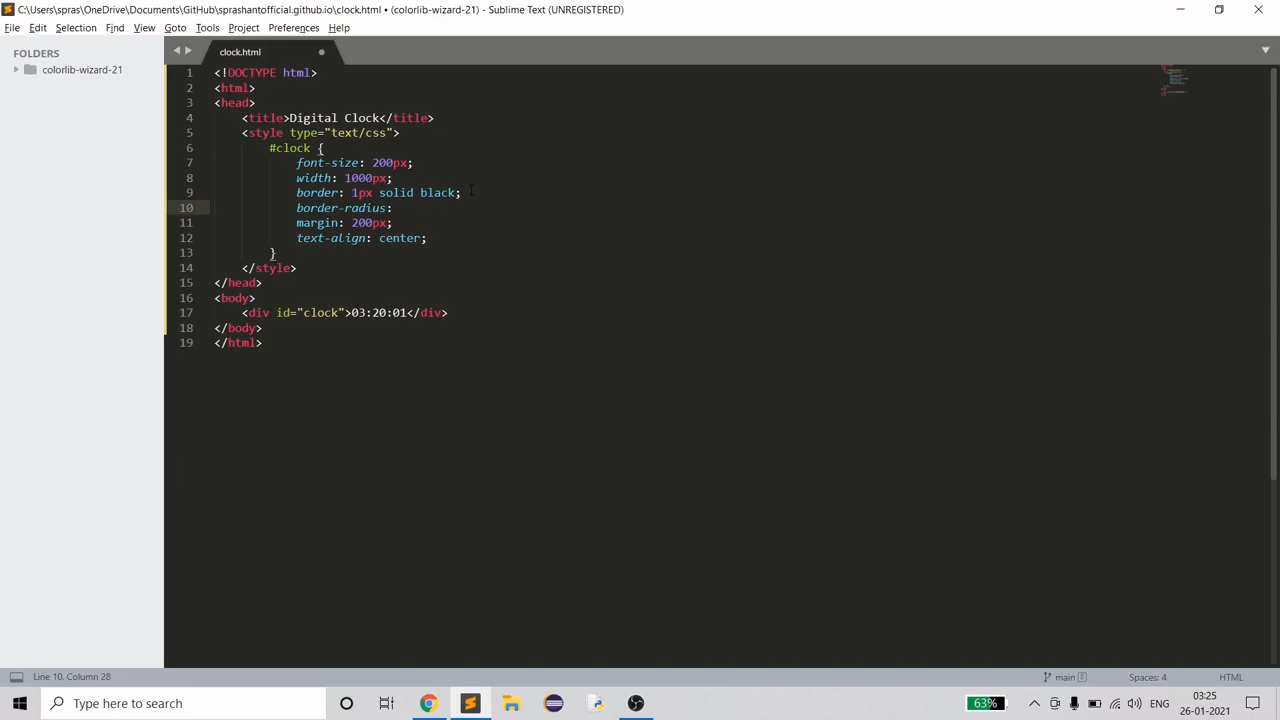 C:\Users\spras\OneDrive\Documents\GitHub\sprashantofficial.github.io\clock.html • (colorlib-wizard-21) - Sublime Text (UNREGISTERED)
File Edit Selection Find View Goto Tools Project Preferences Help
FOLDERS
colorlib-wizard-21
clock.html
1 <!DOCTYPE html>
2 <html>
3 <head>
4 <title>Digital Clock</title>
5 <style type="text/css">
6 #clock {
7 font-size: 200px;
8 width: 1000px;
9 border: 1px solid black;
10 border-radius:
11 margin: 200px;
12 text-align: center;
13 }
14 </style>
15 </head>
16 <body>
17 <div id="clock">03:20:01</div>
18 </body>
19 </html>
Line 10, Column 28
main 8
Spaces: 4
HTML
Type here to search
63%
ENG
03:25
26-01-2021